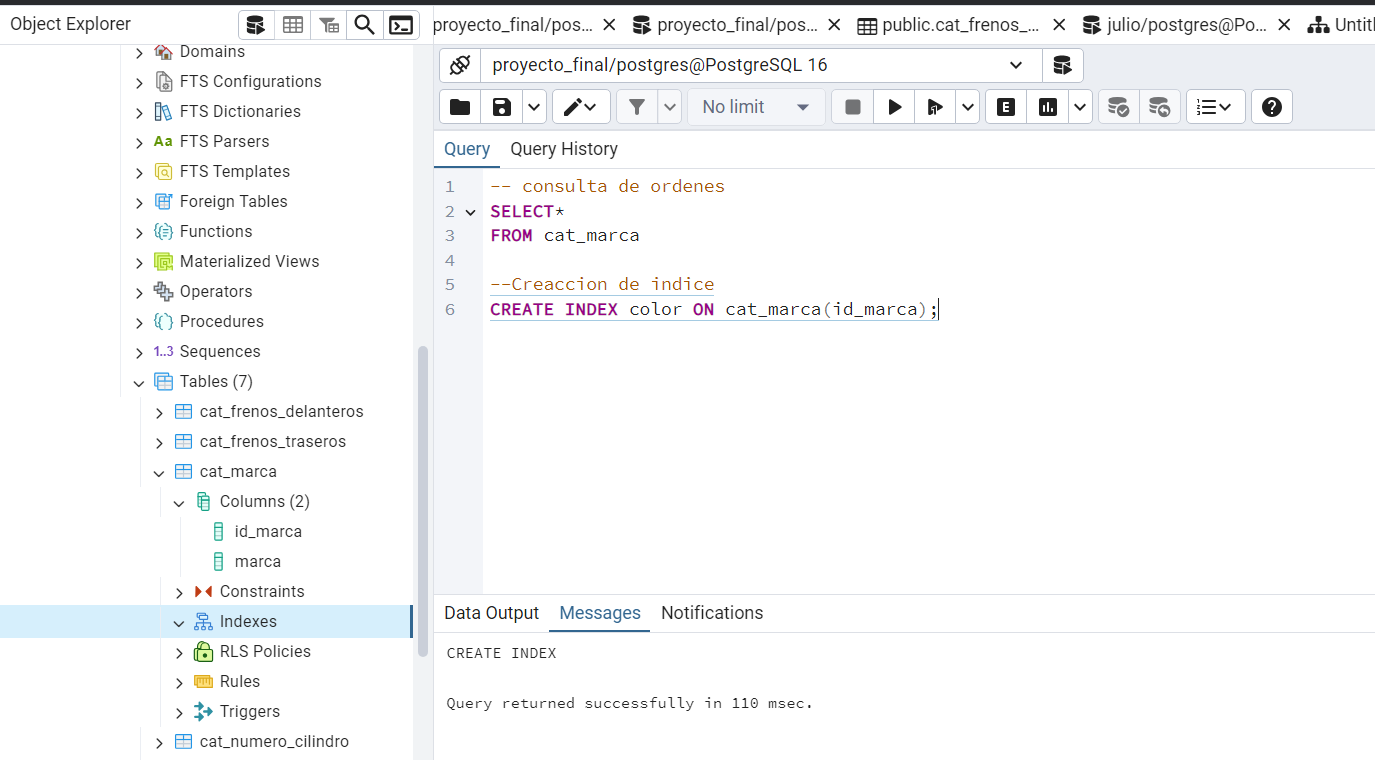 Object Explorer
proyecto_final/pos...
proyecto_final/pos...
public.cat_frenos_...
julio/postgres@Po...
Untit
Domains
FTS Configurations
FTS Dictionaries
Aa FTS Parsers
FTS Templates
Foreign Tables
Functions
Materialized Views
Operators
Procedures
1..3 Sequences
Tables (7)
cat_frenos_delanteros
cat_frenos_traseros
cat_marca
Columns (2)
id_marca
marca
Constraints
Indexes
RLS Policies
Rules
Triggers
cat_numero_cilindro
proyecto_final/postgres@PostgreSQL 16
No limit
E
Query Query History
1 -- consulta de ordenes
2 SELECT*
3 FROM cat_marca
4
5 --Creaccion de indice
6 CREATE INDEX color ON cat_marca(id_marca);
Data Output Messages Notifications
CREATE INDEX
Query returned successfully in 110 msec.